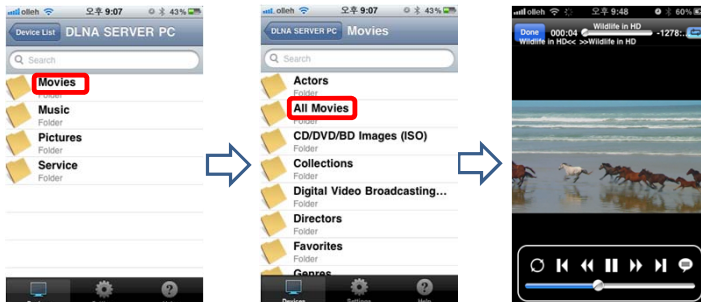 olleh 오후 9:07 43%
Device List DLNA SERVER PC
Search
Movies
Folder
Music
Folder
Pictures
Folder
Service
Folder
olleh 오후 9:07 43%
DLNA SERVER PC Movies
Search
Actors
Folder
All Movies
Folder
CD/DVD/BD Images (ISO)
Folder
Collections
Folder
Digital Video Broadcasting...
Folder
Directors
Folder
Favorites
Folder
Genres
Devices Settings Help
olleh 오후 9:48 60%
Wildlife in HD
Done 000:04 -1278:..
Wildlife in HD<< >>Wildlife in HD